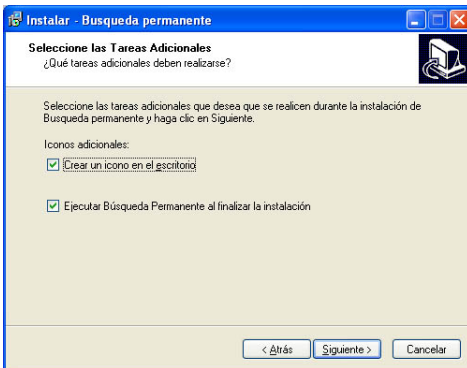 Instalar - Busqueda permanente
Seleccione las Tareas Adicionales
¿Qué tareas adicionales deben realizarse?
Seleccione las tareas adicionales que desea que se realicen durante la instalación de
Busqueda permanente y haga clic en Siguiente.
Iconos adicionales:
Crear un icono en el escritorio
Ejecutar Búsqueda Permanente al finalizar la instalación
< Atrás
Siguiente >
Cancelar